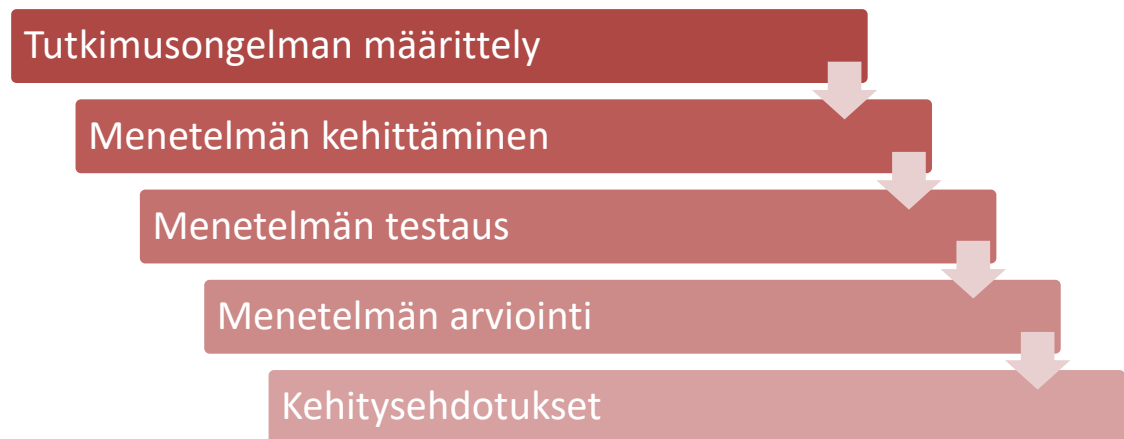 Tutkimusongelman määrittely
Menetelmän kehittäminen
Menetelmän testaus
Menetelmän arviointi
Kehitysehdotukset